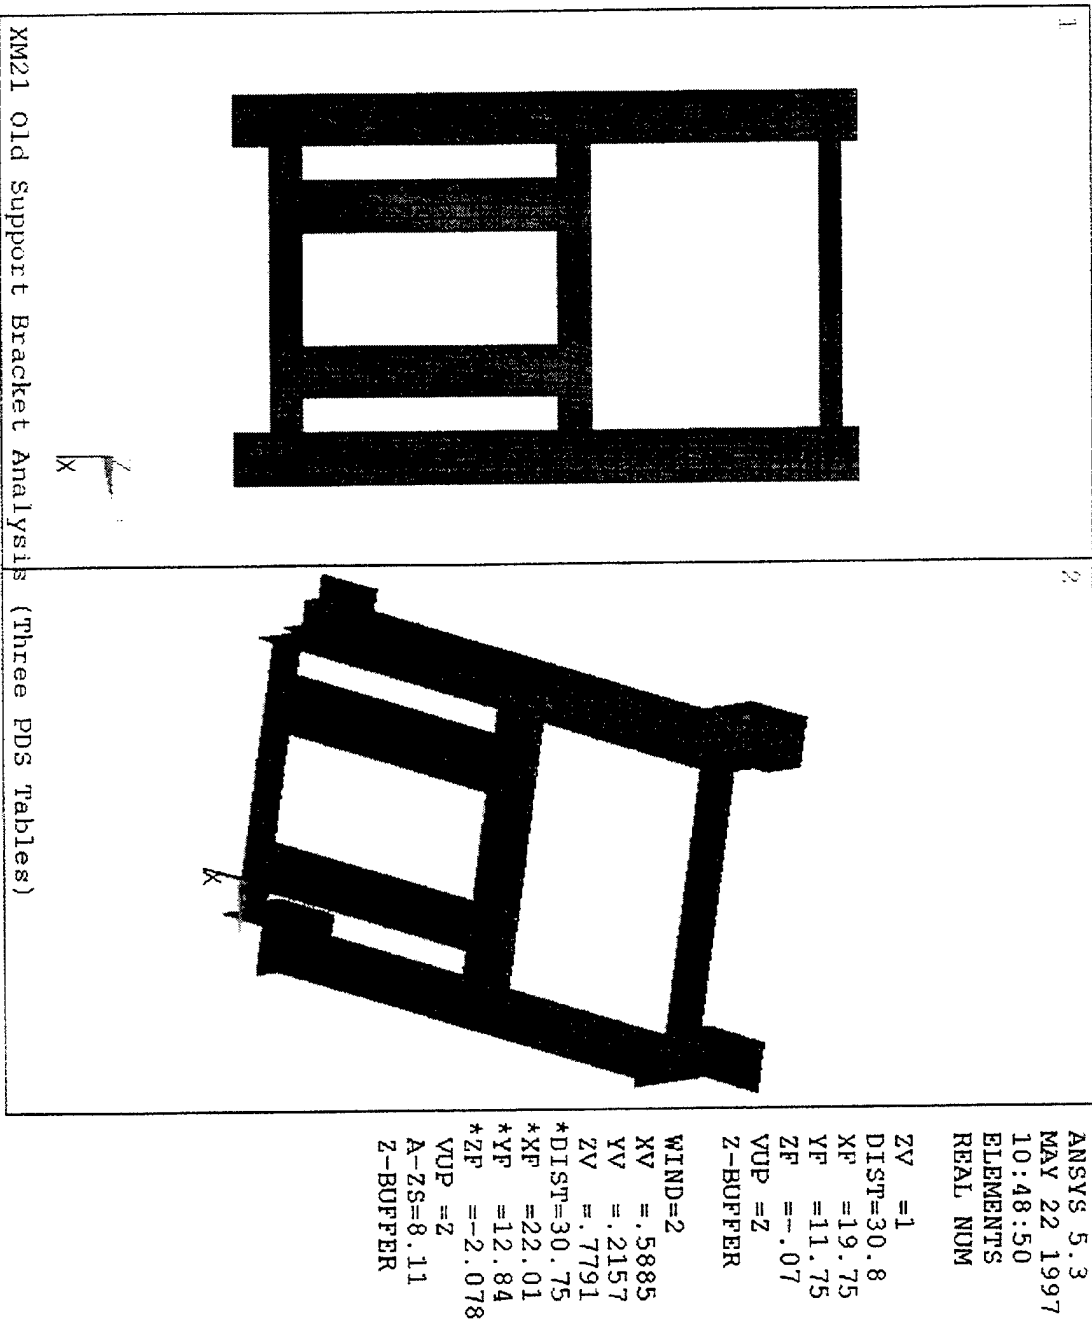 1
2
ANSYS 5.3
MAY 22 1997
10:48:50
ELEMENTS
REAL NUM
ZV =1
DIST=30.8
XF =19.75
YF =11.75
ZF =-.07
VUP =Z
Z-BUFFER
WIND=2
XV =.5885
YV =.2157
ZV =.7791
*DIST=30.75
*XF =22.01
*YF =12.84
*ZF =-2.078
VUP =Z
A-ZS=8.11
Z-BUFFER
X
X
XM21 Old Support Bracket Analysis (Three PDS Tables)